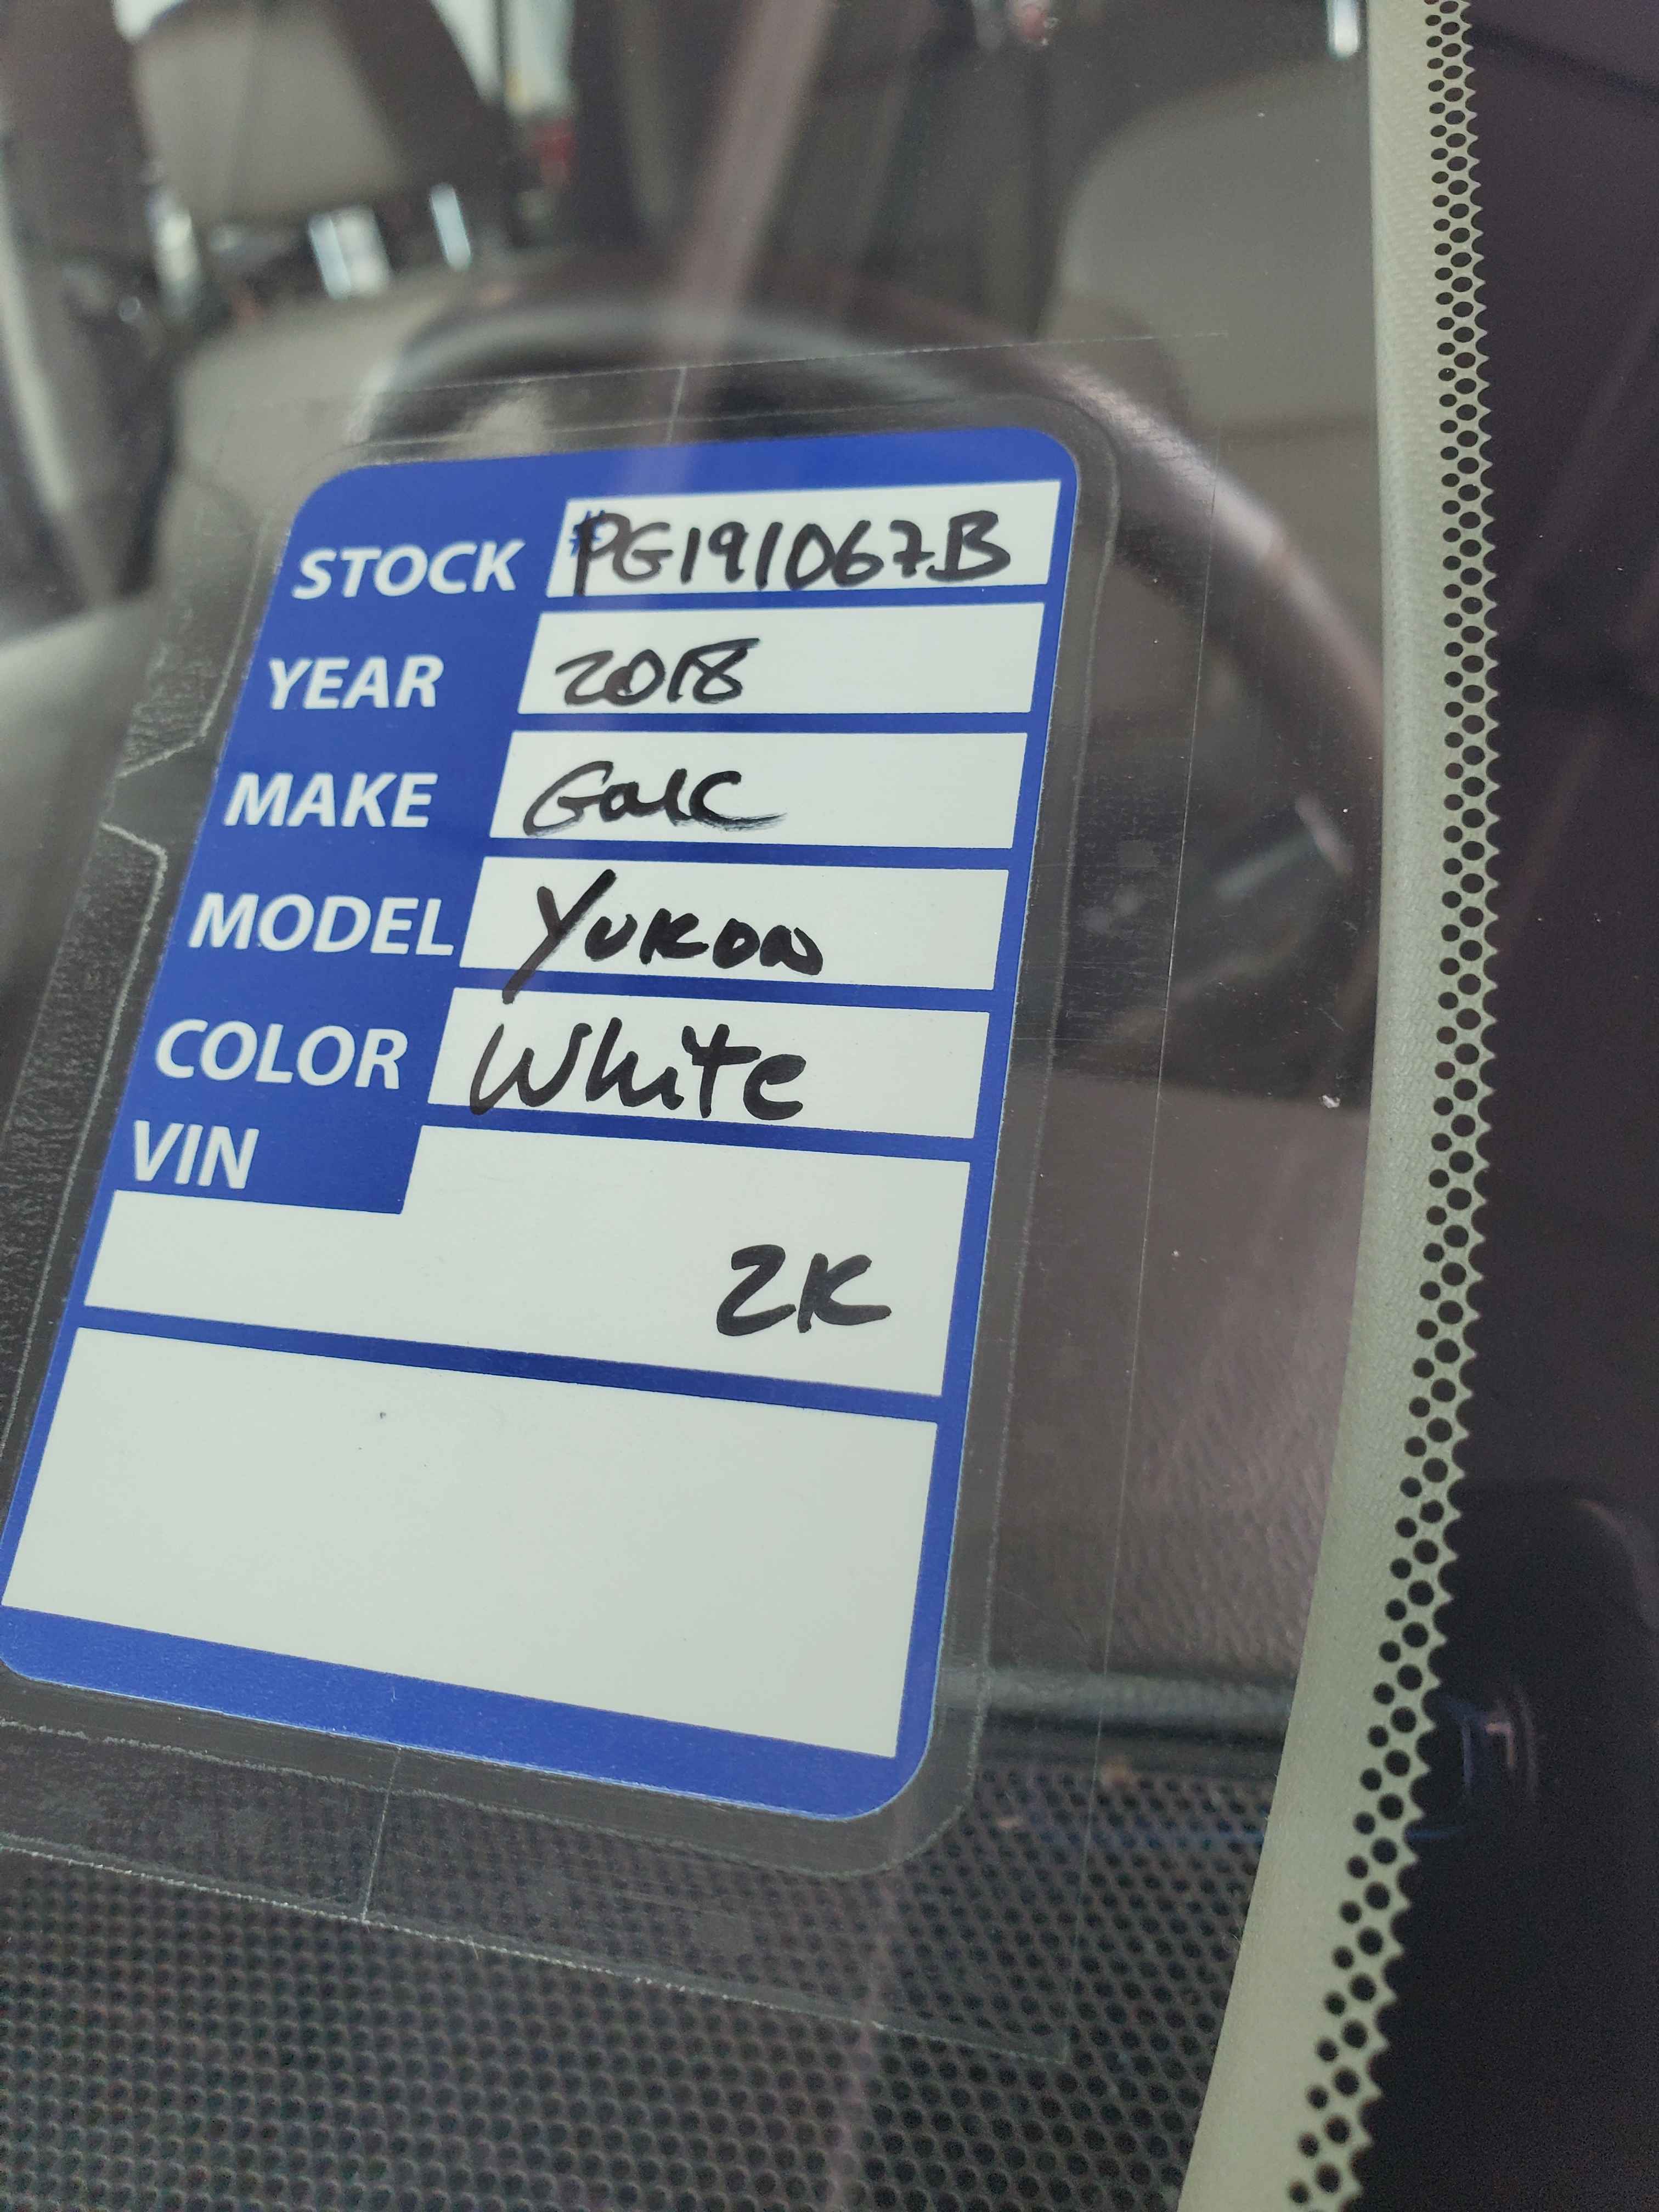 STOCK #PG191067B
YEAR 2018
MAKE GMC
MODEL YUKON
COLOR White
VIN
2K